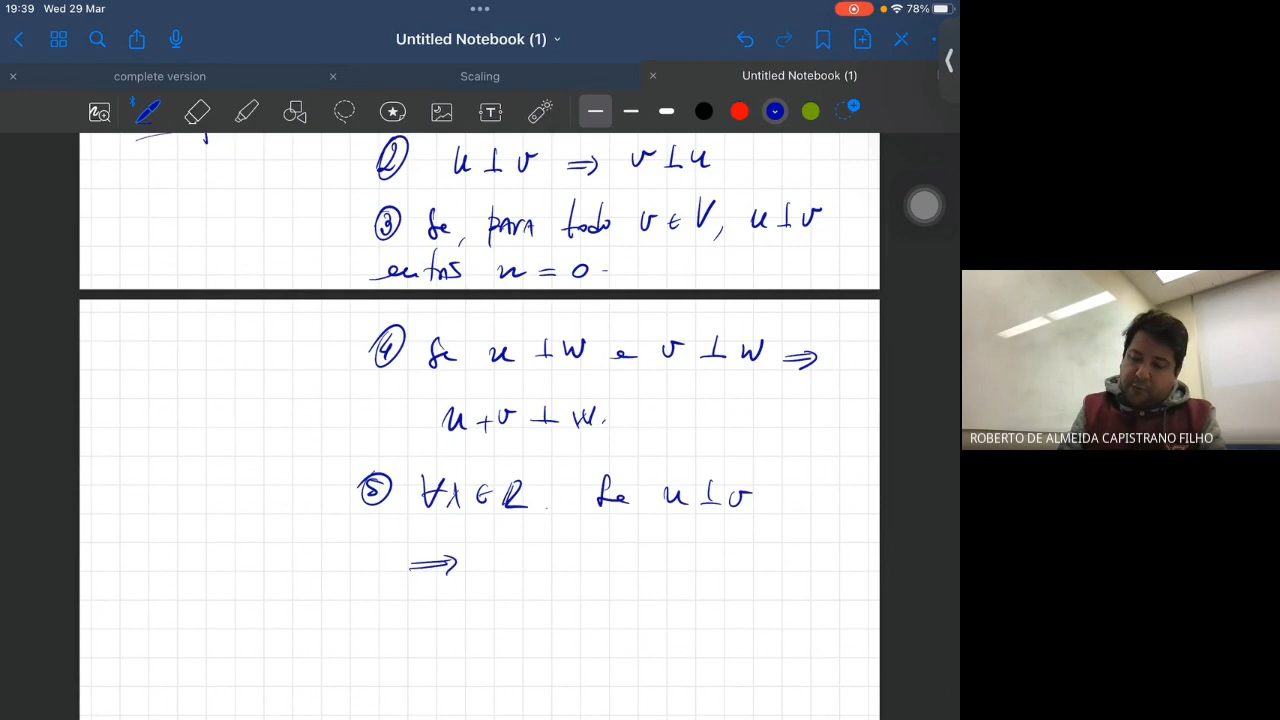 19:39 Wed 29 Mar
78%
Untitled Notebook (1)
complete version
Scaling
Untitled Notebook (1)
② u ⊥ v ⇒ v ⊥ u
③ Se, para todo v ∈ V, u ⊥ v
então u = 0.
④ Se u ⊥ w e v ⊥ w ⇒
u + v ⊥ w.
⑤ ∀λ ∈ R. Se u ⊥ v
⇒
ROBERTO DE ALMEIDA CAPISTRANO FILHO